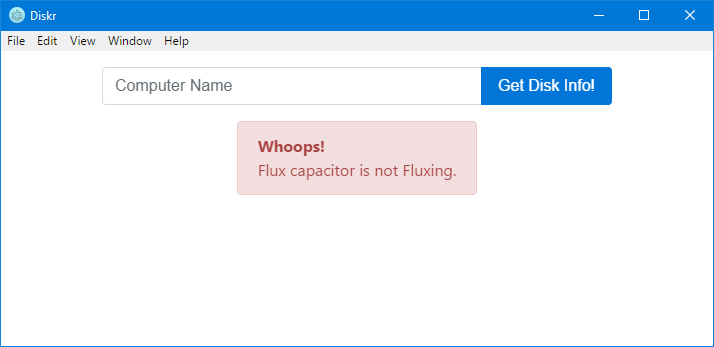 Diskr
File Edit View Window Help
Computer Name Get Disk Info!
Whoops!
Flux capacitor is not Fluxing.